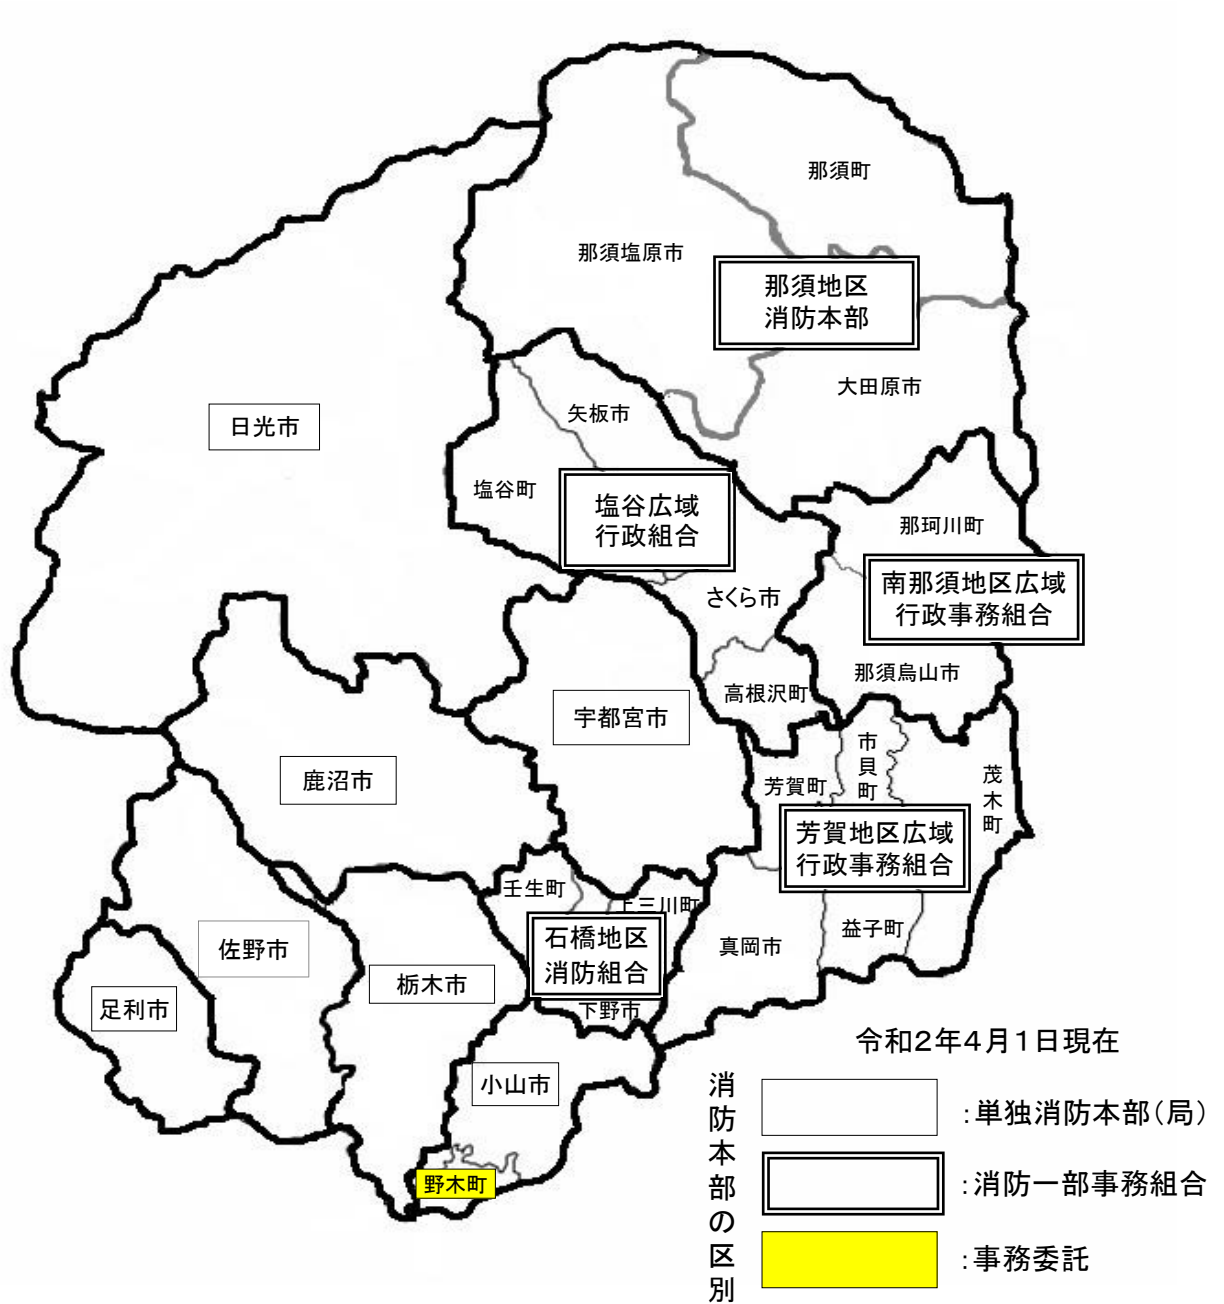 那須町
那須塩原市
那須地区
消防本部
大田原市
矢板市
日光市
塩谷町
塩谷広域
行政組合
那珂川町
南那須地区広域
行政事務組合
さくら市
那須烏山市
高根沢町
宇都宮市
市貝町
鹿沼市
芳賀町
茂木町
芳賀地区広域
行政事務組合
壬生町
上三川町
石橋地区
消防組合
益子町
真岡市
佐野市
栃木市
足利市
下野市
小山市
野木町
令和2年4月1日現在
消防本部の区別
:単独消防本部(局)
:消防一部事務組合
:事務委託